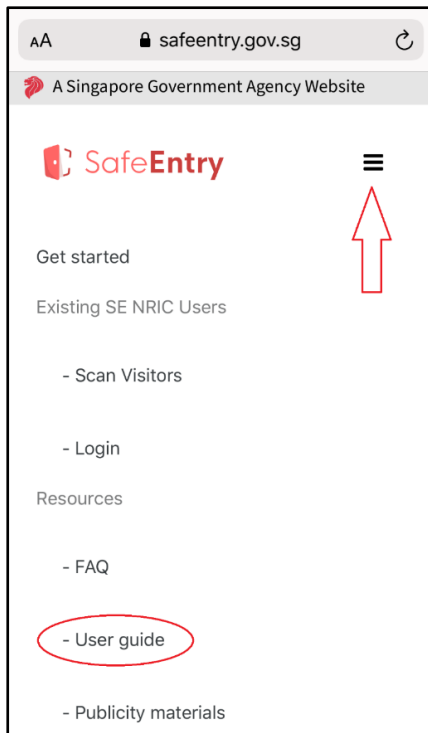 AA safeentry.gov.sg
A Singapore Government Agency Website
SafeEntry
Get started
Existing SE NRIC Users
- Scan Visitors
- Login
Resources
- FAQ
- User guide
- Publicity materials